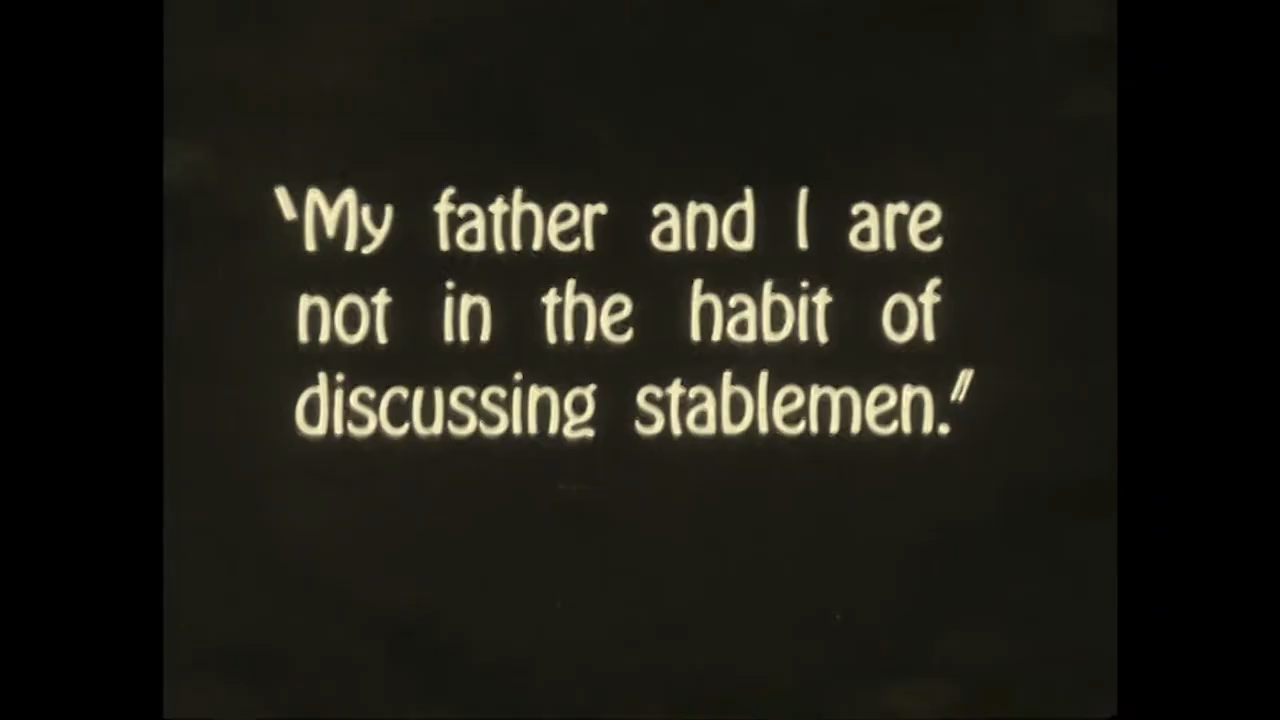 "My father and I are
not in the habit of
discussing stablemen."